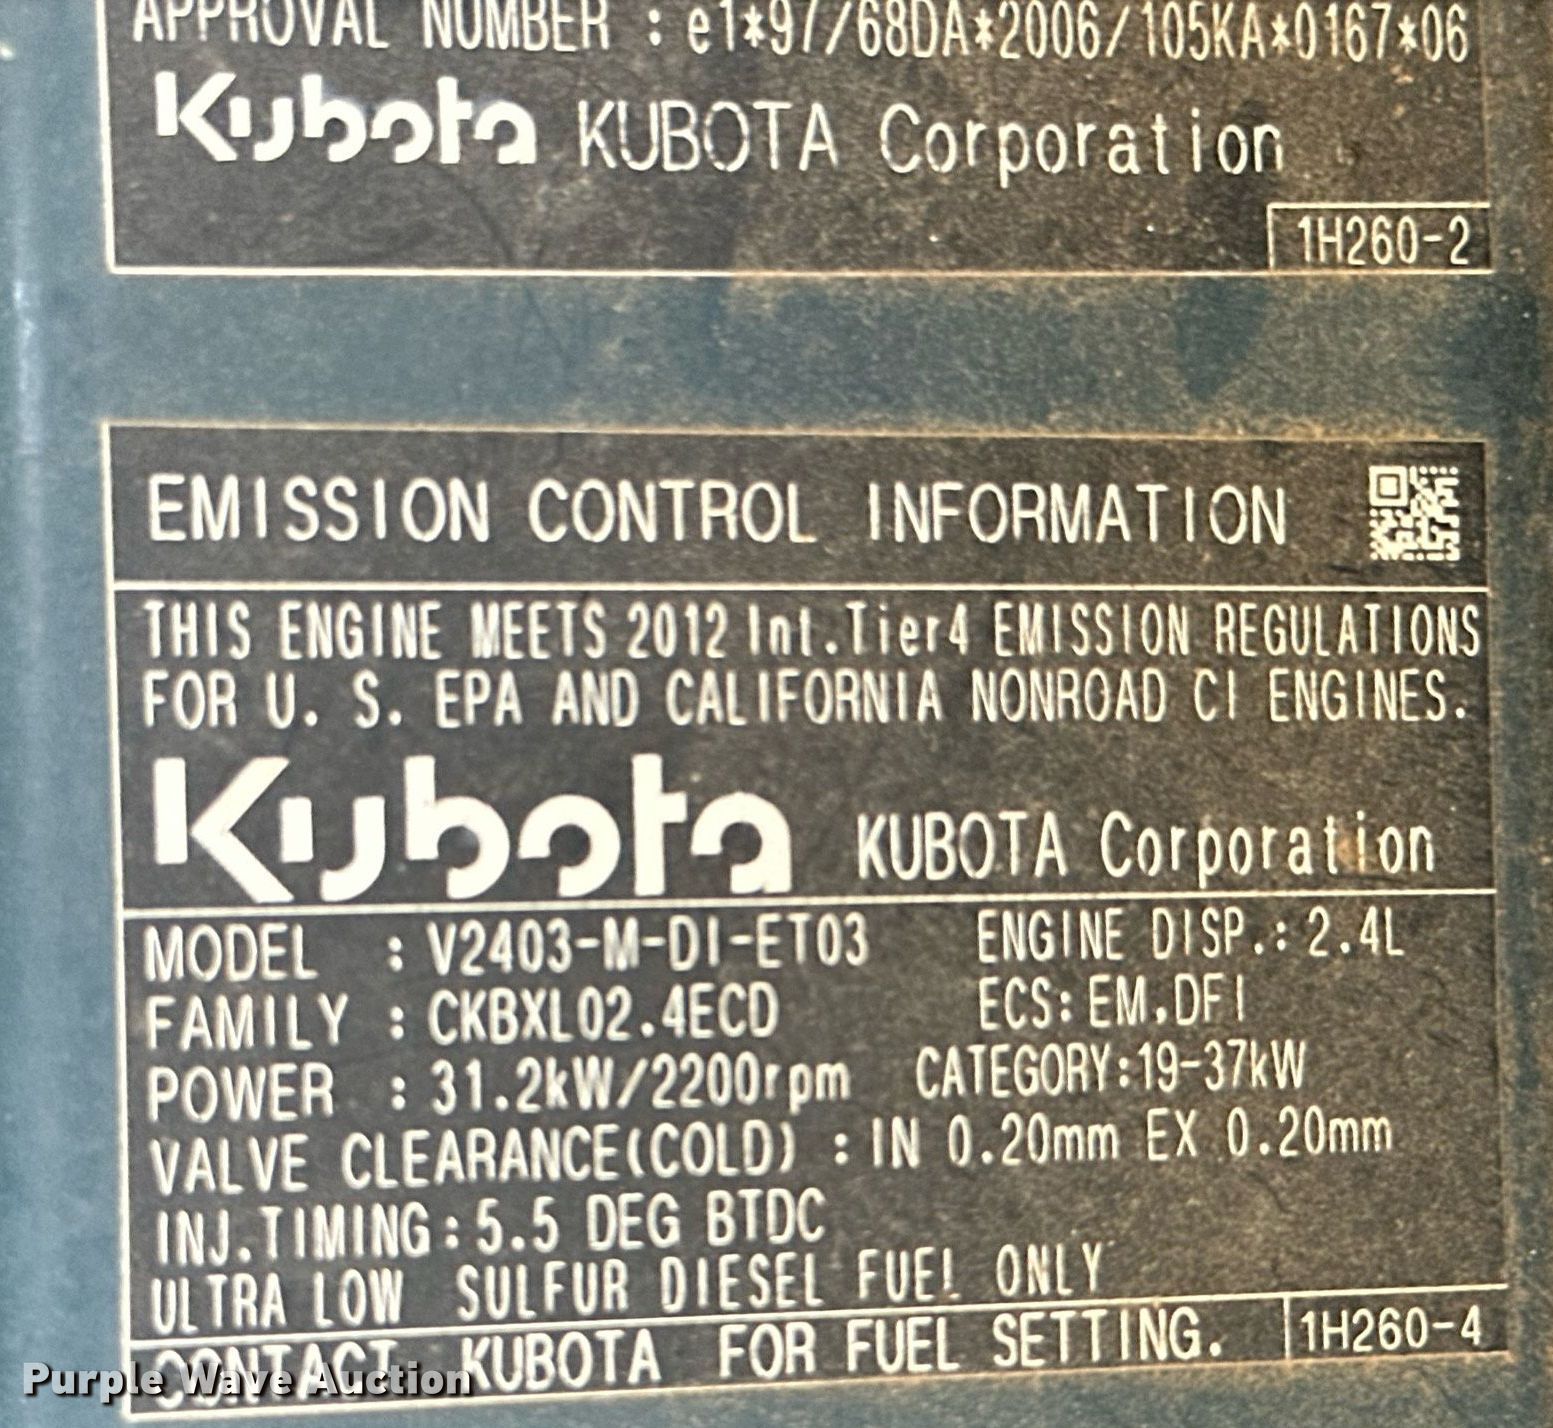 APPROVAL NUMBER : e1*97/68DA*2006/105KA*0167*06
Kubota KUBOTA Corporation
1H260-2
EMISSION CONTROL INFORMATION
THIS ENGINE MEETS 2012 Int.Tier4 EMISSION REGULATIONS
FOR U. S. EPA AND CALIFORNIA NONROAD CI ENGINES.
Kubota KUBOTA Corporation
MODEL : V2403-M-DI-ET03 ENGINE DISP.: 2.4L
FAMILY : CKBXL02.4ECD ECS: EM,DFI
POWER : 31.2kW/2200rpm CATEGORY:19-37kW
VALVE CLEARANCE(COLD) : IN 0.20mm EX 0.20mm
INJ.TIMING:5.5 DEG BTDC
ULTRA LOW SULFUR DIESEL FUEL ONLY
CONTACT KUBOTA FOR FUEL SETTING. 1H260-4
Purple Wave Auction